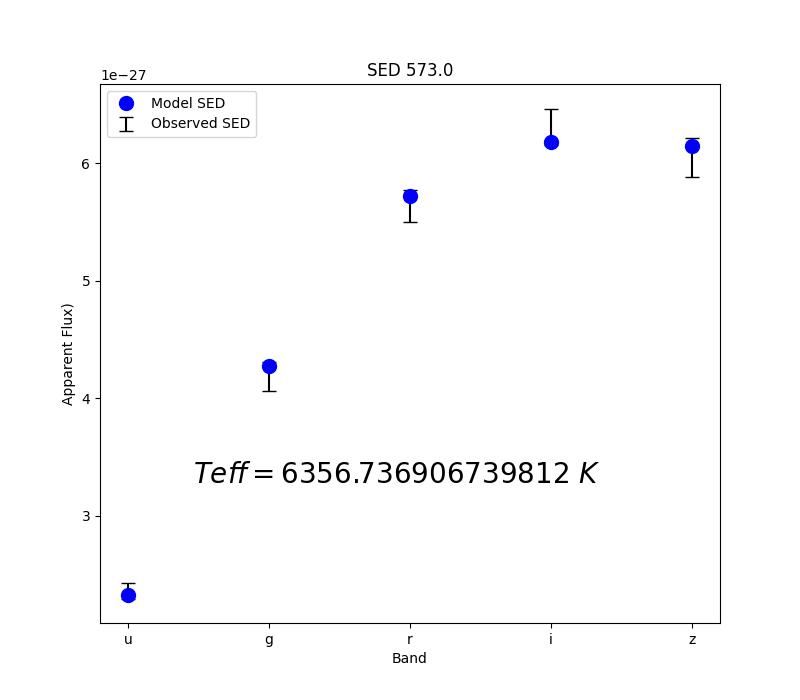 SED 573.0
1e−27
Model SED
Observed SED
6
5
4
3
Apparent Flux)
Teff = 6356.736906739812 K
u g r i z
Band